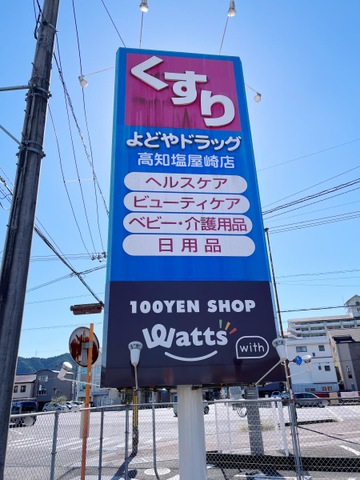 くすり
よどやドラッグ
高知塩屋崎店
ヘルスケア
ビューティケア
ベビー・介護用品
日用品
100YEN SHOP
Watts
with